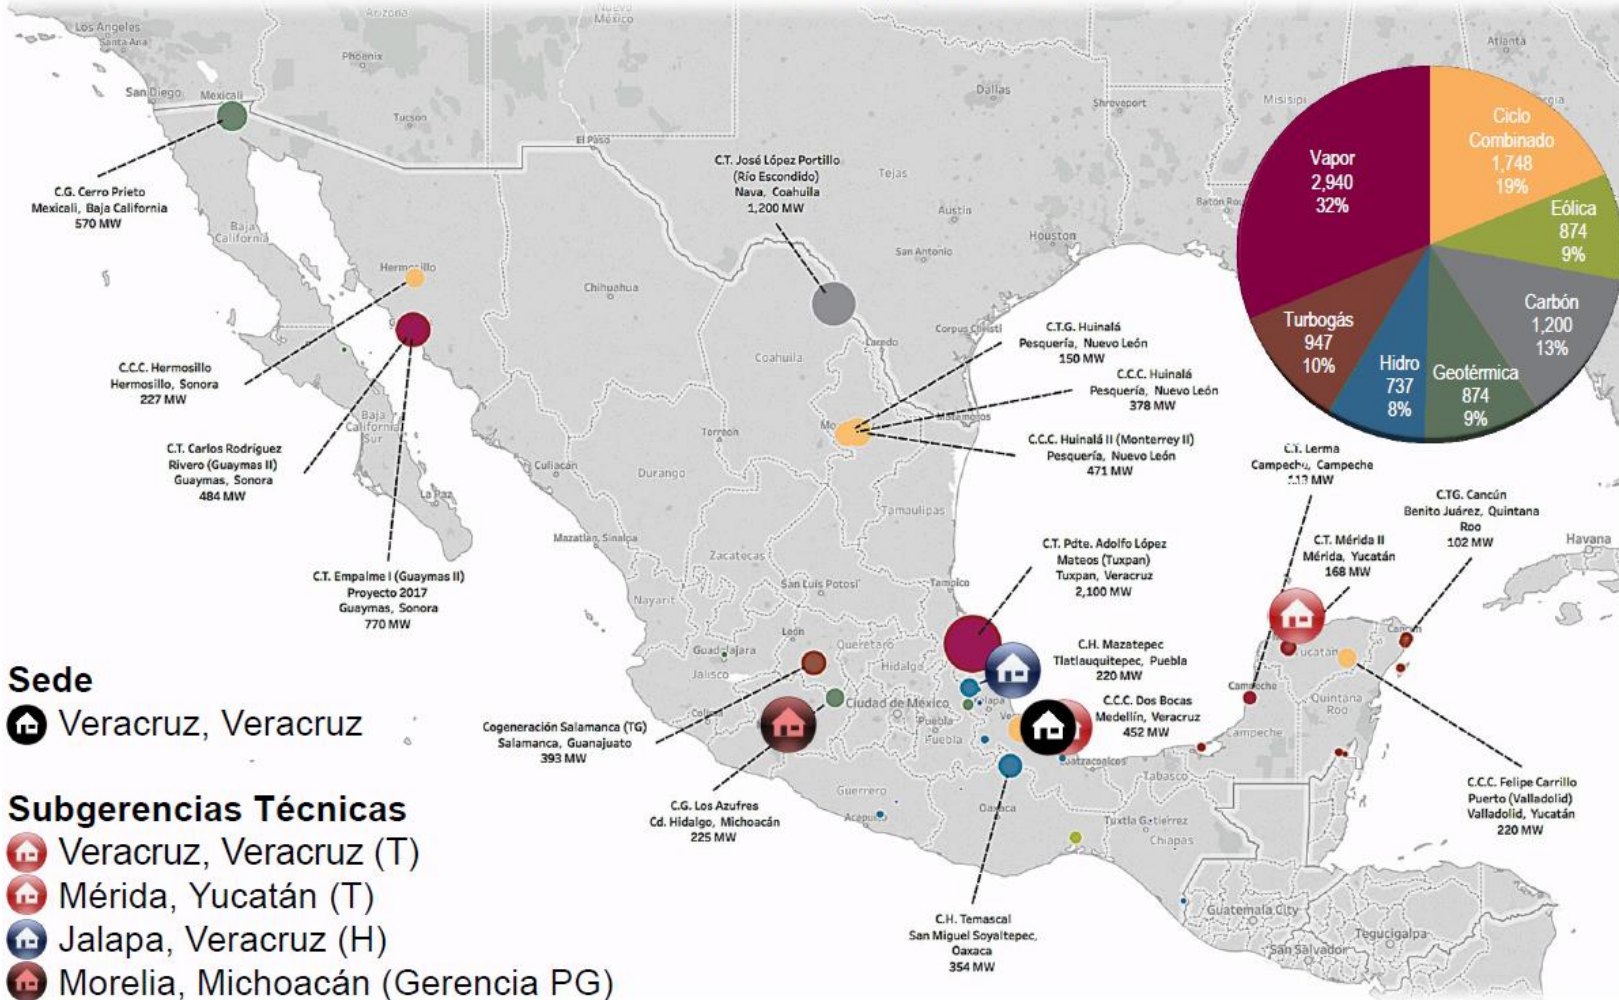 Los Angeles
Santa Ana
San Diego
Mexicali
Arizona
Phoenix
Tucson
Nuevo
México
El Paso
Dallas
Shreveport
Misisipi
Atlanta
Tejas
Austin
San Antonio
Houston
Corpus Christi
Laredo
Baja
California
Hermosillo
Chihuahua
Coahuila
Torreón
Durango
Culiacán
Baja
California
Sur
La Paz
Mazatlan, Sinaloa
Zacatecas
Tamaulipas
San Luis Potosí
Tampico
Nayarit
León
Guadalajara
Jalisco
Querétaro
Hidalgo
Ciudad de México
Puebla
Puebla
Guerrero
Oaxaca
Tabasco
Tuxtla Gutierrez
Chiapas
Campeche
Campeche
Yucatán
Cancún
Quintana
Roo
Havana
Guatemala City
San Salvador
Tegucigalpa
C.G. Cerro Prieto
Mexicali, Baja California
570 MW
C.C.C. Hermosillo
Hermosillo, Sonora
227 MW
C.T. Carlos Rodríguez
Rivero (Guaymas II)
Guaymas, Sonora
484 MW
C.T. Empalme I (Guaymas II)
Proyecto 2017
Guaymas, Sonora
770 MW
C.T. José López Portillo
(Río Escondido)
Nava, Coahuila
1,200 MW
C.T.G. Huinalá
Pesquería, Nuevo León
150 MW
C.C.C. Huinalá
Pesquería, Nuevo León
378 MW
C.C.C. Huinalá II (Monterrey II)
Pesquería, Nuevo León
471 MW
C.T. Pdte. Adolfo López
Mateos (Tuxpan)
Tuxpan, Veracruz
2,100 MW
C.H. Mazatepec
Tlatlauquitepec, Puebla
220 MW
C.C.C. Dos Bocas
Medellín, Veracruz
452 MW
C.T. Lerma
Campeche, Campeche
MW
C.TG. Cancún
Benito Juárez, Quintana
Roo
102 MW
C.T. Mérida II
Mérida, Yucatán
168 MW
C.C.C. Felipe Carrillo
Puerto (Valladolid)
Valladolid, Yucatán
220 MW
Cogeneración Salamanca (TG)
Salamanca, Guanajuato
393 MW
C.G. Los Azufres
Cd. Hidalgo, Michoacán
225 MW
C.H. Temascal
San Miguel Soyaltepec,
Oaxaca
354 MW
Ciclo
Combinado
1,748
19%
Eólica
874
9%
Carbón
1,200
13%
Geotérmica
874
9%
Hidro
737
8%
Turbogás
947
10%
Vapor
2,940
32%
Sede
Veracruz, Veracruz
Subgerencias Técnicas
Veracruz, Veracruz (T)
Mérida, Yucatán (T)
Jalapa, Veracruz (H)
Morelia, Michoacán (Gerencia PG)